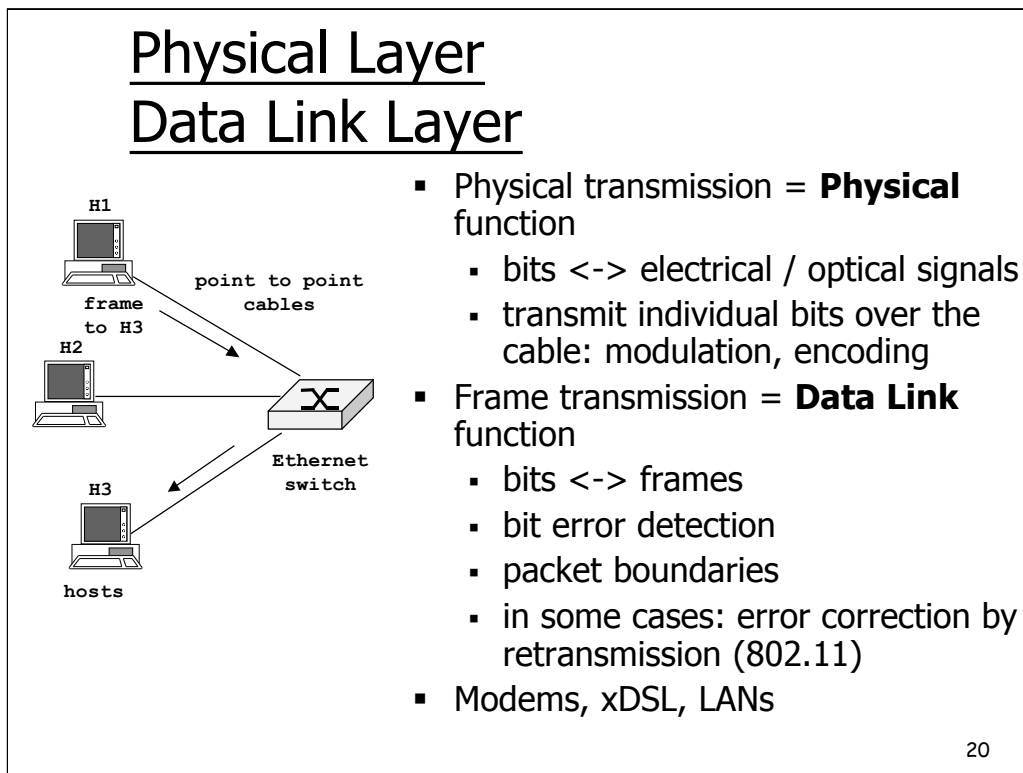 Physical Layer
Data Link Layer
H1
point to point
cables
frame
to H3
H2
Ethernet
switch
H3
hosts
▪ Physical transmission = Physical
function
▪ bits <-> electrical / optical signals
▪ transmit individual bits over the
cable: modulation, encoding
▪ Frame transmission = Data Link
function
▪ bits <-> frames
▪ bit error detection
▪ packet boundaries
▪ in some cases: error correction by
retransmission (802.11)
▪ Modems, xDSL, LANs
20